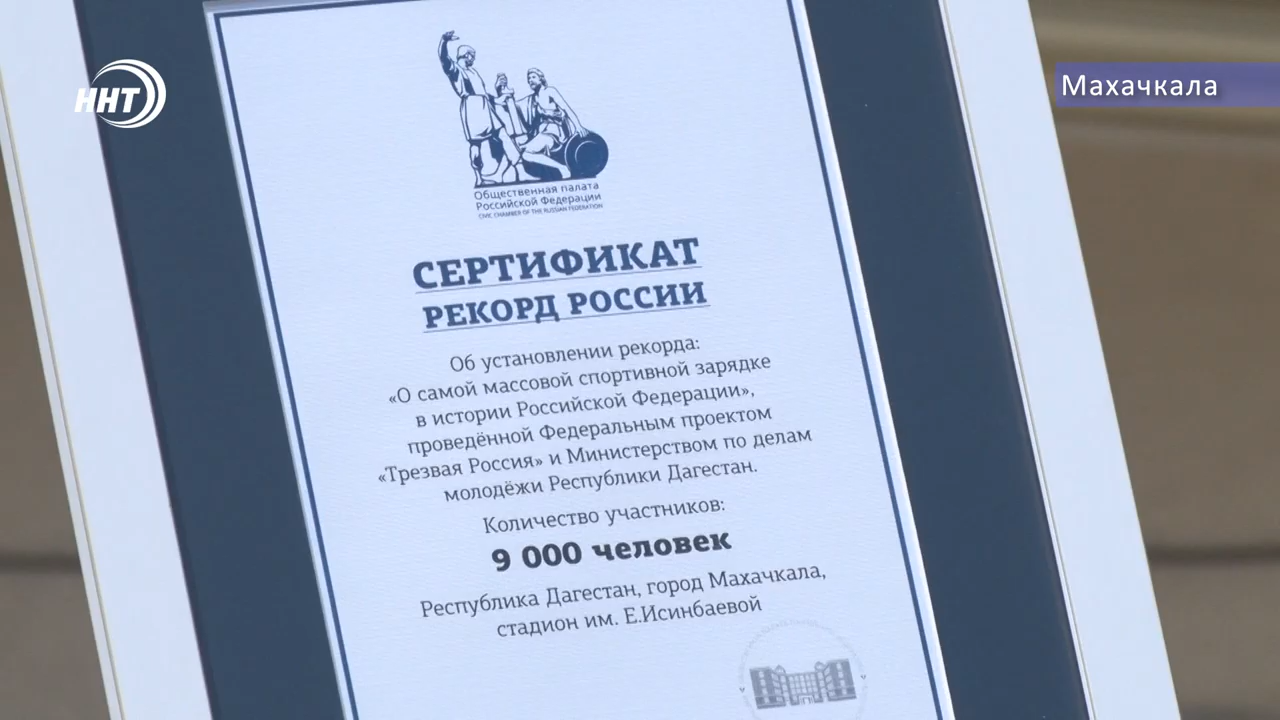 ННТ
Махачкала
Общественная палата
Российской Федерации
CIVIC CHAMBER OF THE RUSSIAN FEDERATION
СЕРТИФИКАТ
РЕКОРД РОССИИ
Об установлении рекорда:
«О самой массовой спортивной зарядке
в истории Российской Федерации»,
проведённой Федеральным проектом
«Трезвая Россия» и Министерством по делам
молодёжи Республики Дагестан.
Количество участников:
9 000 человек
Республика Дагестан, город Махачкала,
стадион им. Е.Исинбаевой